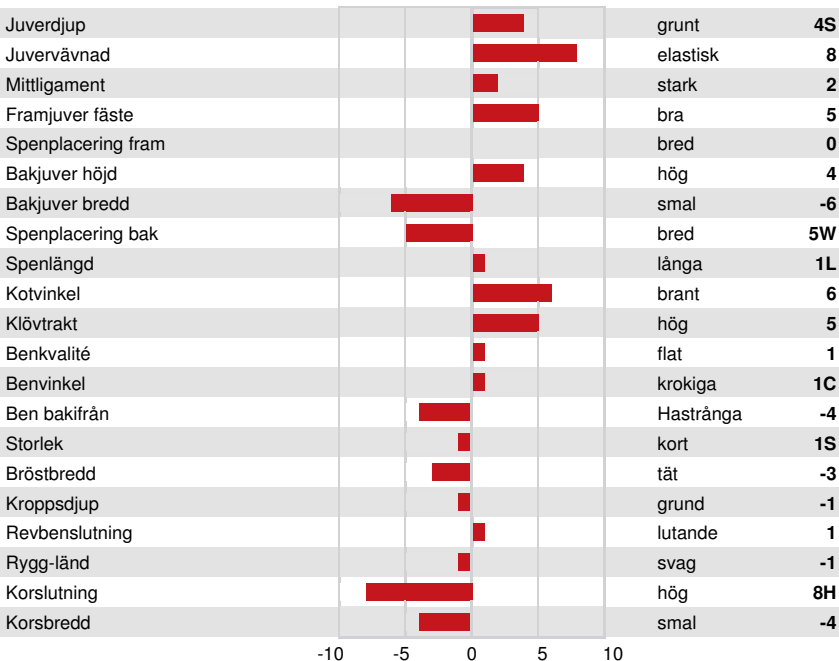 Juverdjup grunt 4S
Juvervävnad elastisk 8
Mittligament stark 2
Framjuver fäste bra 5
Spenplacering fram bred 0
Bakjuver höjd hög 4
Bakjuver bredd smal -6
Spenplacering bak bred 5W
Spenlängd långa 1L
Kotvinkel brant 6
Klövtrakt hög 5
Benkvalité flat 1
Benvinkel krokiga 1C
Ben bakifrån Hastrånga -4
Storlek kort 1S
Bröstbredd tät -3
Kroppsdjup grund -1
Revbenslutning lutande 1
Rygg-länd svag -1
Korslutning hög 8H
Korsbredd smal -4
-10 -5 0 5 10